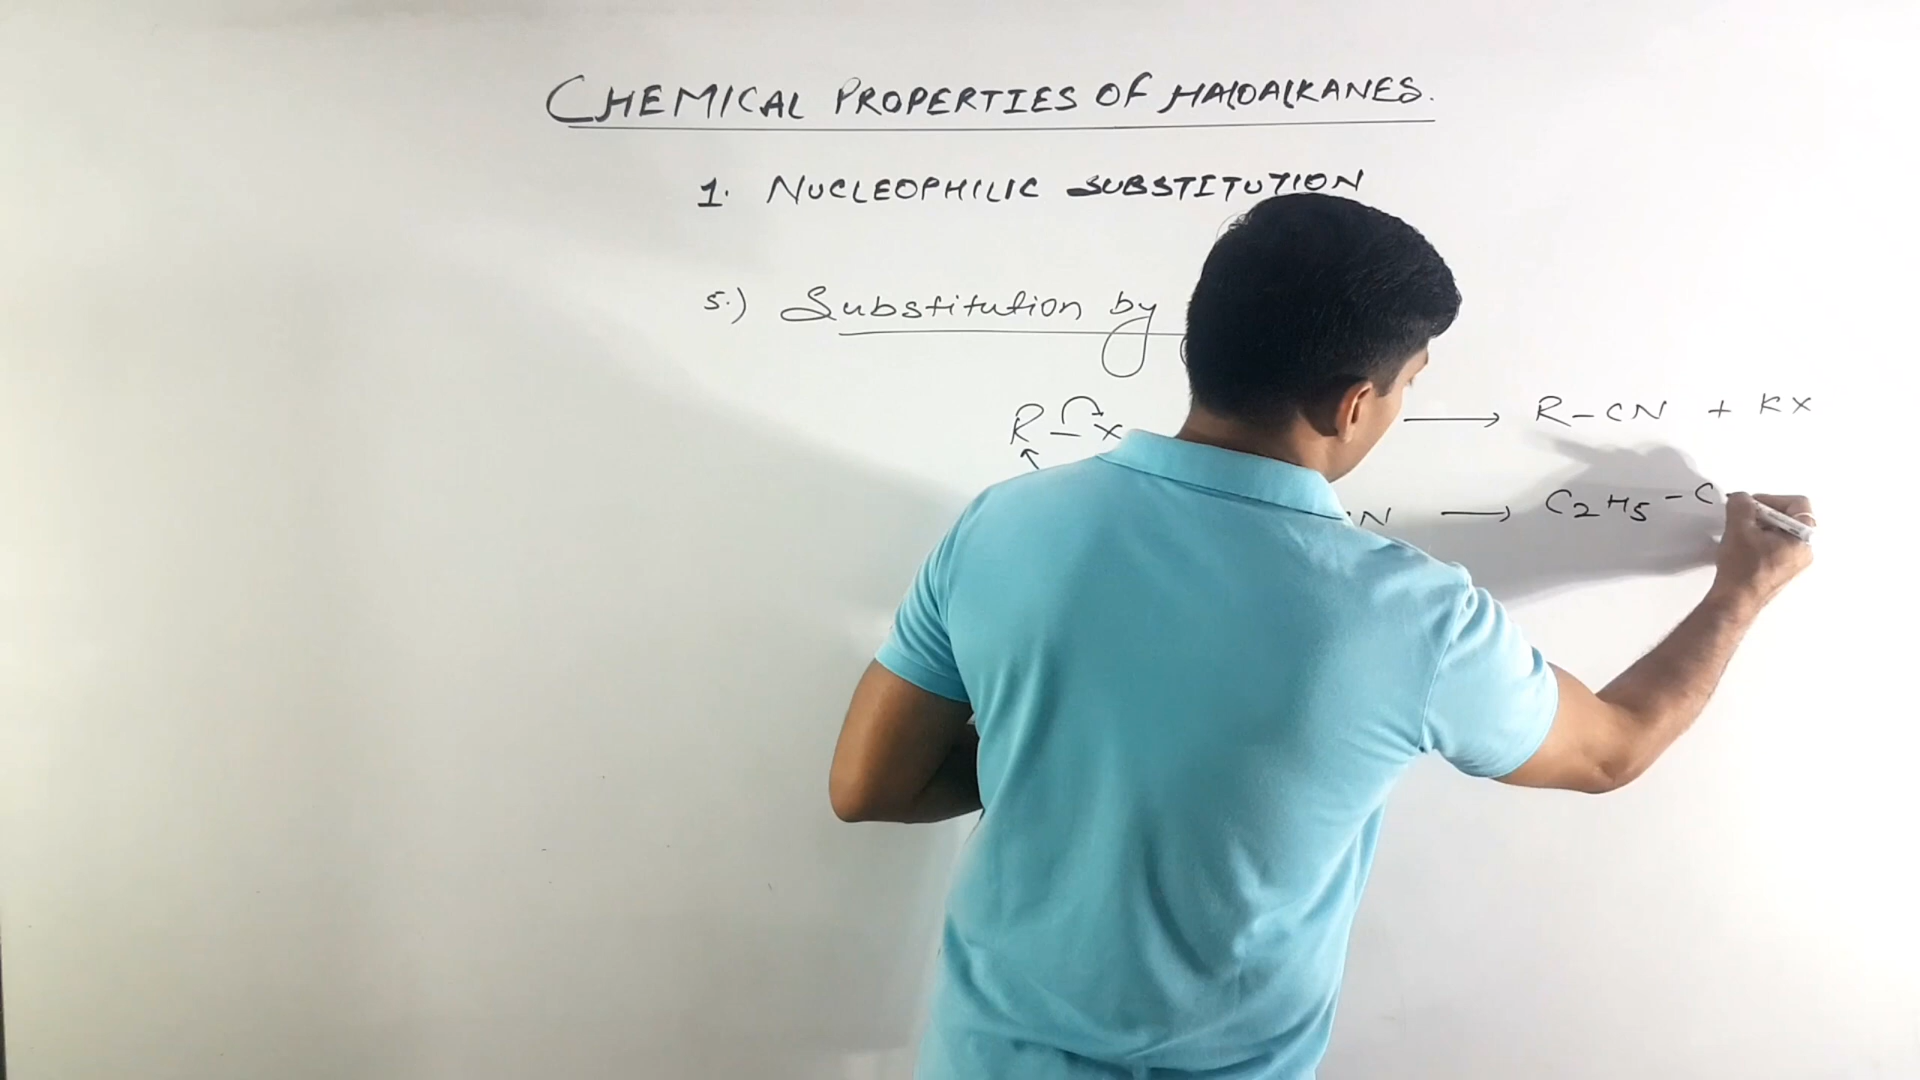 CHEMICAL PROPERTIES OF HALOALKANES.
1. NUCLEOPHILIC SUBSTITUTION
5.) Substitution by
R-X → R-CN + KX
N → C2H5-C